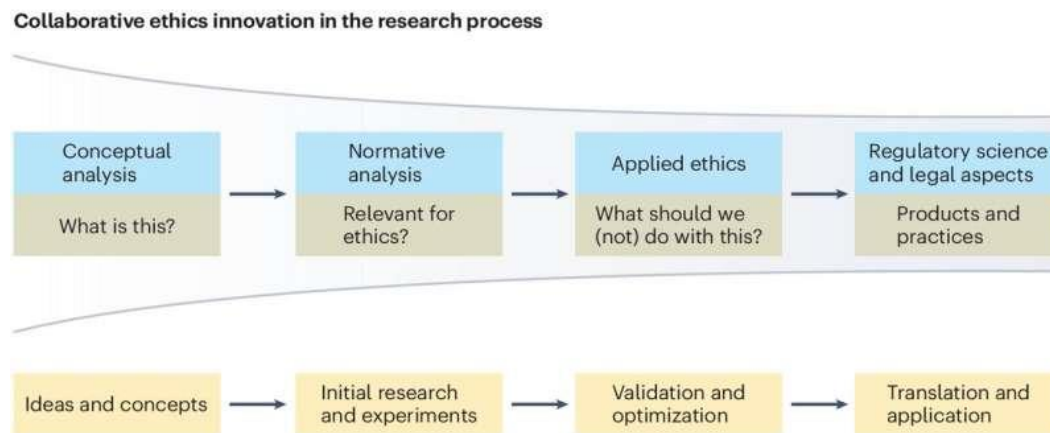 Collaborative ethics innovation in the research process
Conceptual
analysis
What is this?
Normative
analysis
Relevant for
ethics?
Applied ethics
What should we
(not) do with this?
Regulatory science
and legal aspects
Products and
practices
Ideas and concepts
Initial research
and experiments
Validation and
optimization
Translation and
application